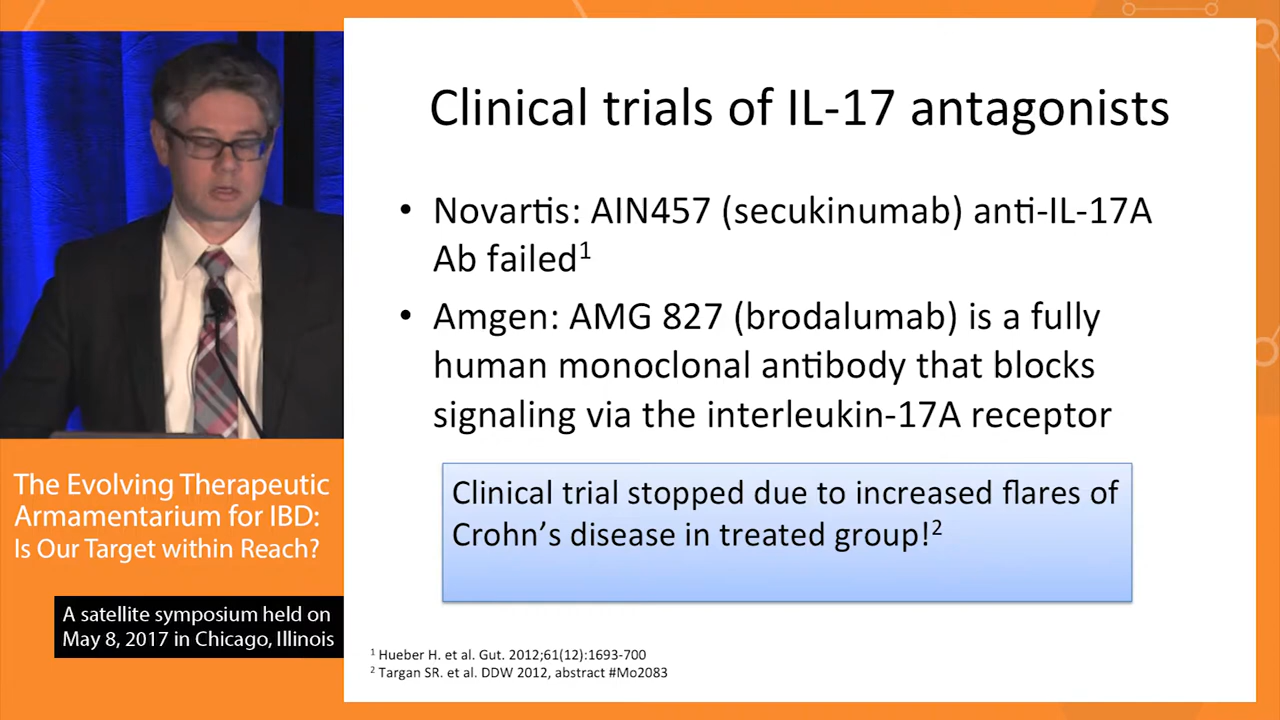 Clinical trials of IL-17 antagonists
• Novartis: AIN457 (secukinumab) anti-IL-17A
Ab failed1
• Amgen: AMG 827 (brodalumab) is a fully
human monoclonal antibody that blocks
signaling via the interleukin-17A receptor
Clinical trial stopped due to increased flares of
Crohn’s disease in treated group!2
1 Hueber H. et al. Gut. 2012;61(12):1693-700
2 Targan SR. et al. DDW 2012, abstract #Mo2083
The Evolving Therapeutic
Armamentarium for IBD:
Is Our Target within Reach?
A satellite symposium held on
May 8, 2017 in Chicago, Illinois